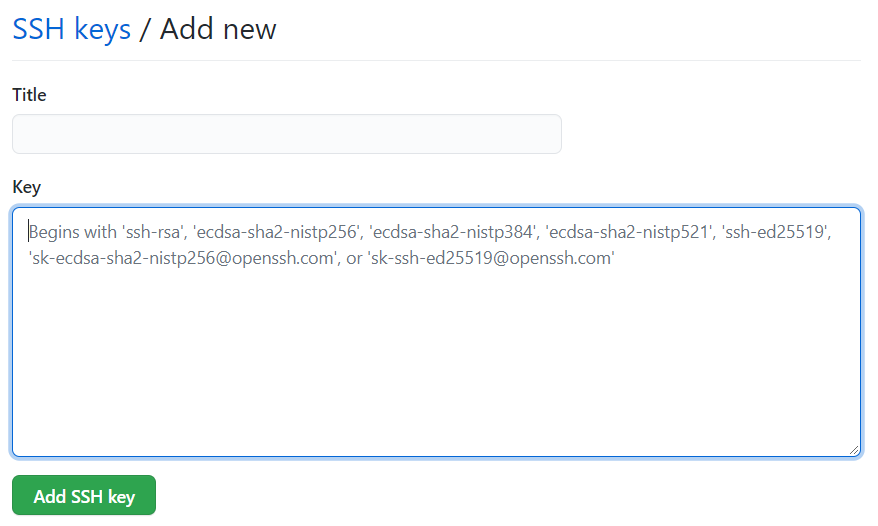 SSH keys / Add new
Title
Key
Begins with 'ssh-rsa', 'ecdsa-sha2-nistp256', 'ecdsa-sha2-nistp384', 'ecdsa-sha2-nistp521', 'ssh-ed25519',
'sk-ecdsa-sha2-nistp256@openssh.com', or 'sk-ssh-ed25519@openssh.com'
Add SSH key